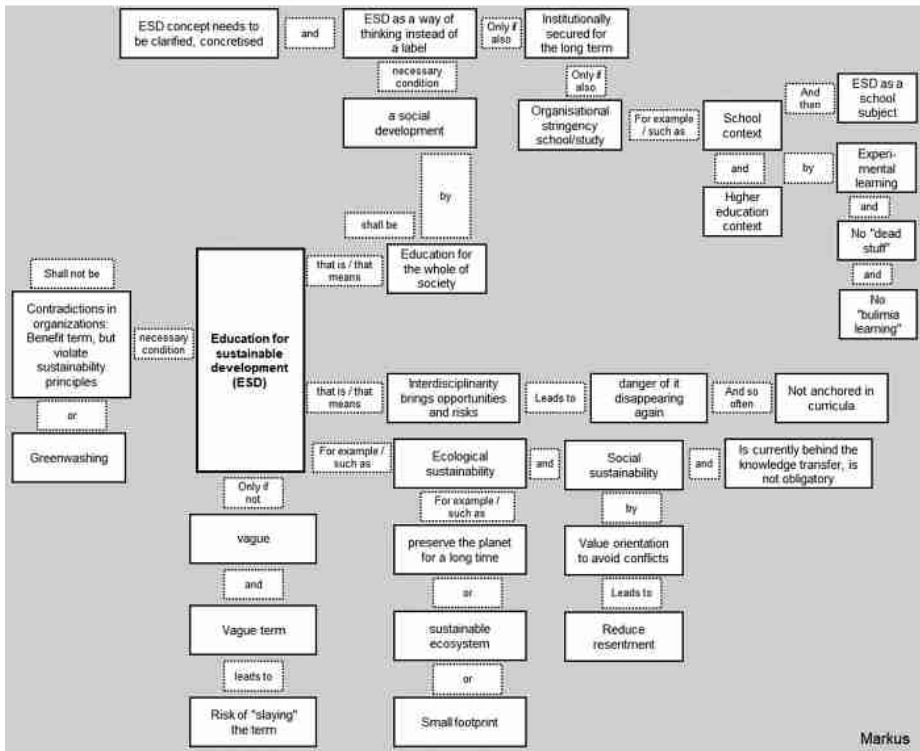 ESD concept needs to
be clarified, concretised
and
ESD as a way of
thinking instead of
a label
Only if
also
Institutionally
secured for
the long term
necessary
condition
Only if
also
a social
development
Organisational
stringency
school/study
For example
/ such as
School
context
And
then
ESD as a
school
subject
and
by
Experi-
mental
learning
Higher
education
context
and
No "dead
stuff"
and
No
"bulimia
learning"
by
shall be
that is / that
means
Education for
the whole of
society
Shall not be
Contradictions in
organizations:
Benefit term, but
violate
sustainability
principles
necessary
condition
Education for
sustainable
development
(ESD)
or
Greenwashing
that is / that
means
Interdisciplinarity
brings opportunities
and risks
Leads to
danger of it
disappearing
again
And so
often
Not anchored in
curricula
For example /
such as
Ecological
sustainability
and
Social
sustainability
and
Is currently behind the
knowledge transfer, is
not obligatory
Only if
not
vague
and
Vague term
leads to
Risk of "slaying"
the term
For example /
such as
preserve the planet
for a long time
or
sustainable
ecosystem
or
Small footprint
by
Value orientation
to avoid conflicts
Leads to
Reduce
resentment
Markus